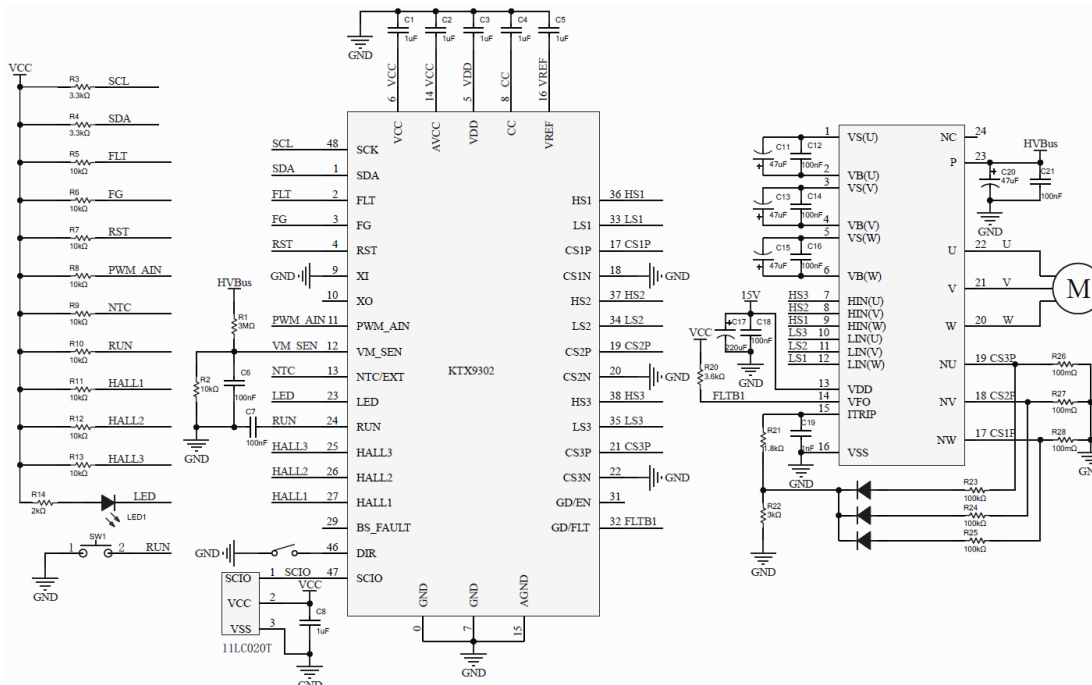 VCC
R3
3.3kΩ
SCL
R4
3.3kΩ
SDA
R5
10kΩ
FLT
R6
10kΩ
FG
R7
10kΩ
RST
R8
10kΩ
PWM_AIN
R9
10kΩ
NTC
R10
10kΩ
RUN
R11
10kΩ
HALL1
R12
10kΩ
HALL2
R13
10kΩ
HALL3
R14
2kΩ
LED
LED1
SW1
1
2
RUN
GND
GND
C1
1uF
C2
1uF
C3
1uF
C4
1uF
C5
1uF
6 VCC
14 VCC
5 VDD
8 CC
16 VREF
VCC
AVCC
VDD
CC
VREF
SCL 48 SCK
SDA 1 SDA
FLT 2 FLT
FG 3 FG
RST 4 RST
GND 9 XI
10 XO
PWM_AIN 11 PWM_AIN
VM_SEN 12 VM_SEN
NTC 13 NTC/EXT
LED 23 LED
RUN 24 RUN
HALL3 25 HALL3
HALL2 26 HALL2
HALL1 27 HALL1
29 BS_FAULT
GND 46 DIR
SCIO 1 SCIO 47 SCIO
HVBus
R1
3MΩ
R2
10kΩ
C6
100nF
C7
100nF
GND
KTX9302
VCC 2
VCC
VSS 3
C8
1uF
11LC020T
GND
GND
GND
AGND
0
7
15
GND
HS1 36 HS1
LS1 33 LS1
CS1P 17 CS1P
CS1N 18 GND
HS2 37 HS2
LS2 34 LS2
CS2P 19 CS2P
CS2N 20 GND
HS3 38 HS3
LS3 35 LS3
CS3P 21 CS3P
CS3N 22 GND
GD/EN 31
GD/FLT 32 FLTB1
C11
47uF
C12
100nF
C13
47uF
C14
100nF
C15
47uF
C16
100nF
1 VS(U)
2 VB(U)
3 VS(V)
4 VB(V)
5 VS(W)
6 VB(W)
HS3 7 HIN(U)
HS2 8 HIN(V)
HS1 9 HIN(W)
LS3 10 LIN(U)
LS2 11 LIN(V)
LS1 12 LIN(W)
13 VDD
14 VFO
15 ITRIP
16 VSS
15V
C17
220uF
C18
100nF
GND
VCC
R20
3.6kΩ
FLTB1
R21
1.8kΩ
C19
1nF
GND
R22
3kΩ
GND
NC 24
P 23
HVBus
C20
47uF
C21
100nF
GND
U 22 U
V 21 V
W 20 W
M
NU 19 CS3P
NV 18 CS2P
NW 17 CS1P
R26
100mΩ
R27
100mΩ
R28
100mΩ
R23
100kΩ
R24
100kΩ
R25
100kΩ